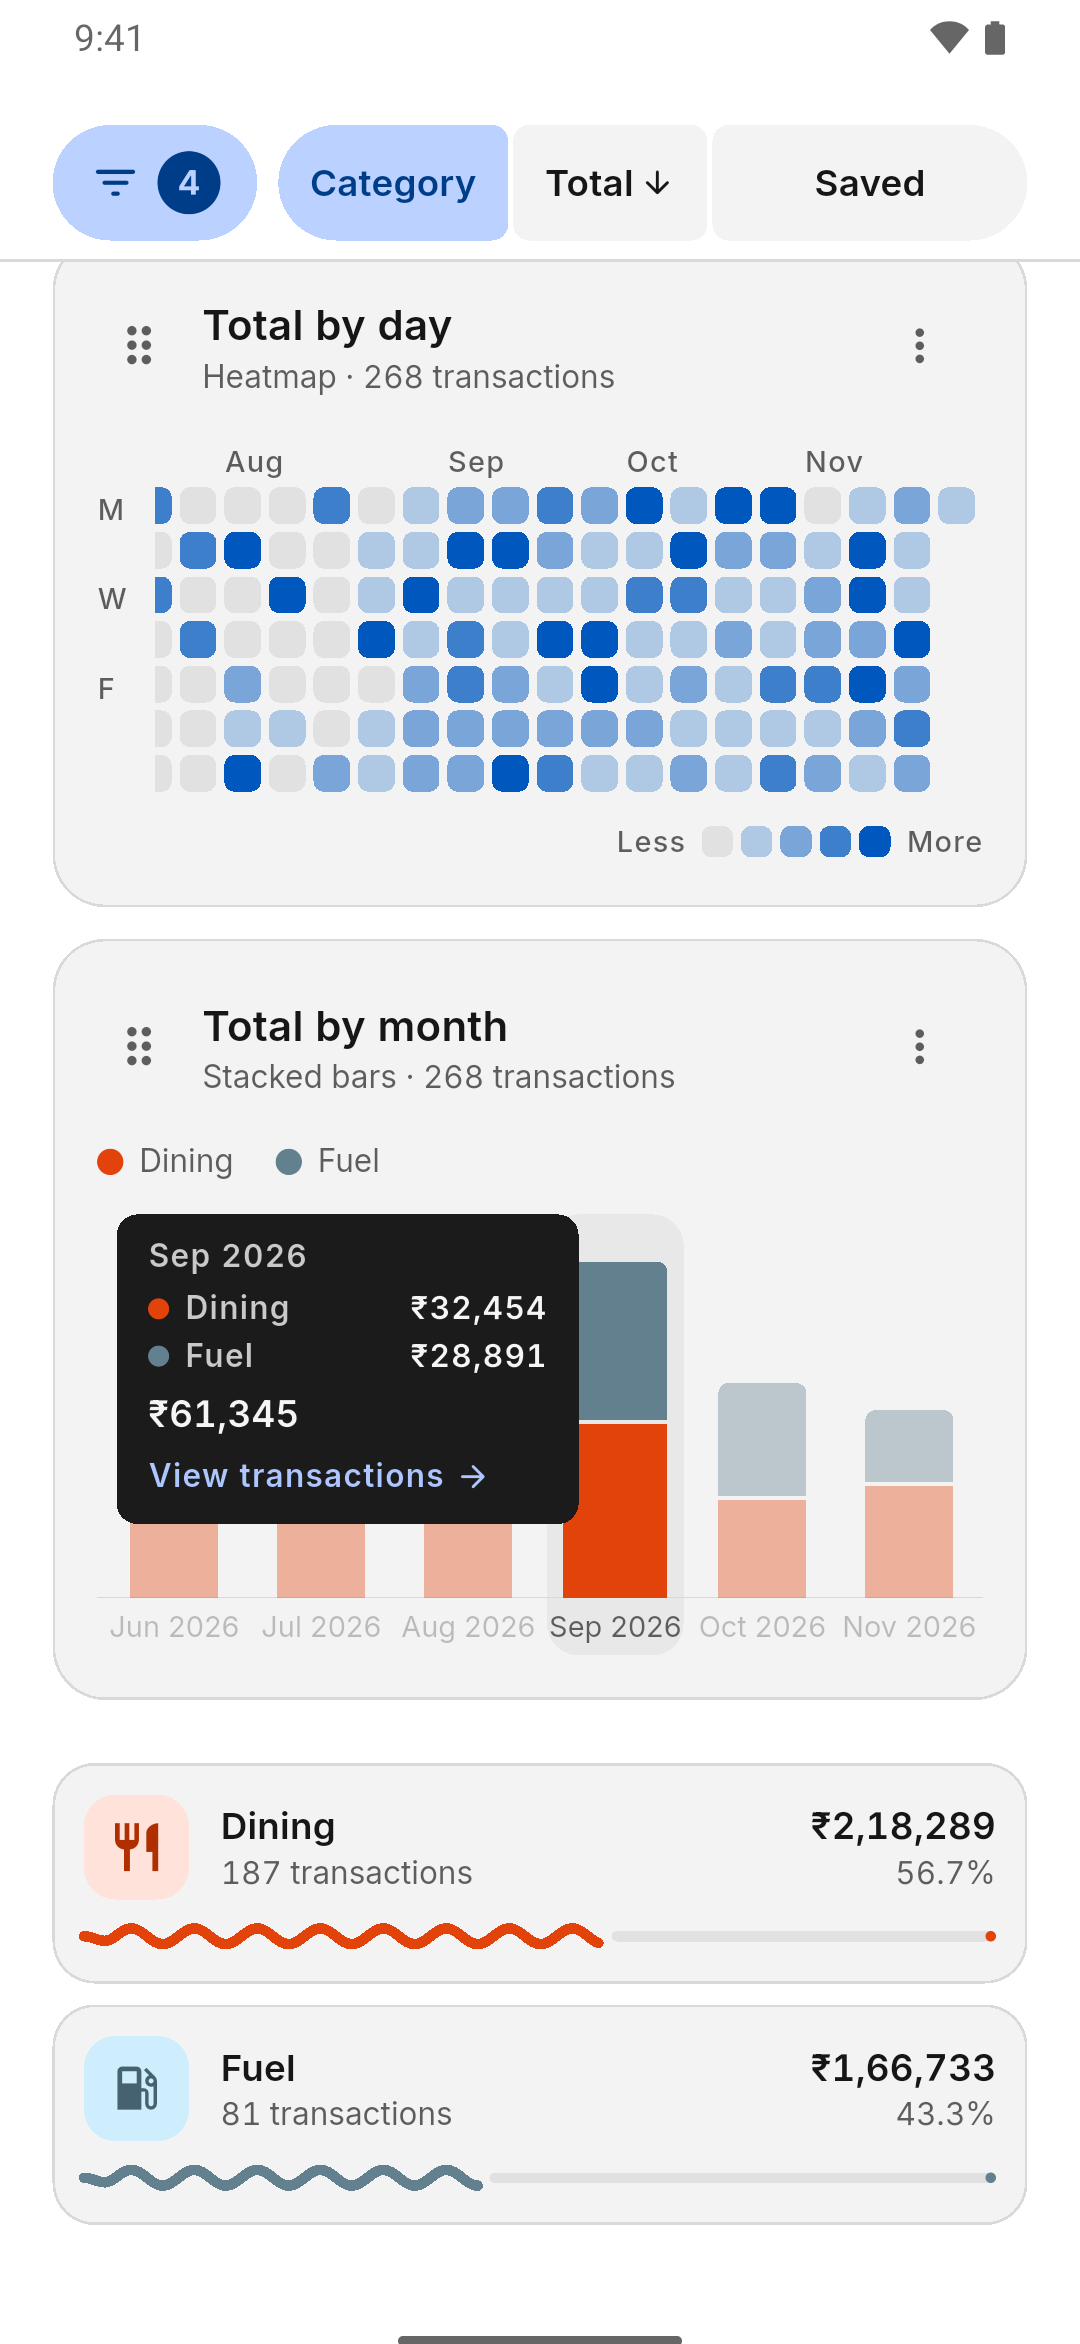 9:41
4
Category
Total ↓
Saved
Total by day
Heatmap · 268 transactions
Aug Sep Oct Nov
M
W
F
Less More
Total by month
Stacked bars · 268 transactions
Dining Fuel
Sep 2026
Dining ₹32,454
Fuel ₹28,891
₹61,345
View transactions →
Jun 2026 Jul 2026 Aug 2026 Sep 2026 Oct 2026 Nov 2026
Dining ₹2,18,289
187 transactions 56.7%
Fuel ₹1,66,733
81 transactions 43.3%